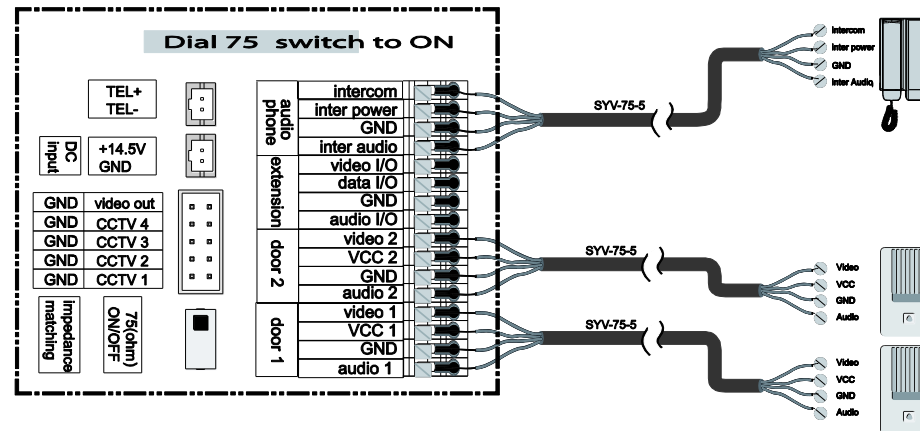 Dial 75 switch to ON
TEL+
TEL-
DC
input
+14.5V
GND
GND video out
GND CCTV 4
GND CCTV 3
GND CCTV 2
GND CCTV 1
impedance
matching
75(ohm)
ON/OFF
audio
phone
intercom
inter power
GND
inter audio
extension
video I/O
data I/O
GND
audio I/O
door 2
video 2
VCC 2
GND
audio 2
door 1
video 1
VCC 1
GND
audio 1
SYV-75-5
Intercom
Inter power
GND
Inter Audio
SYV-75-5
Video
VCC
GND
Audio
SYV-75-5
Video
VCC
GND
Audio